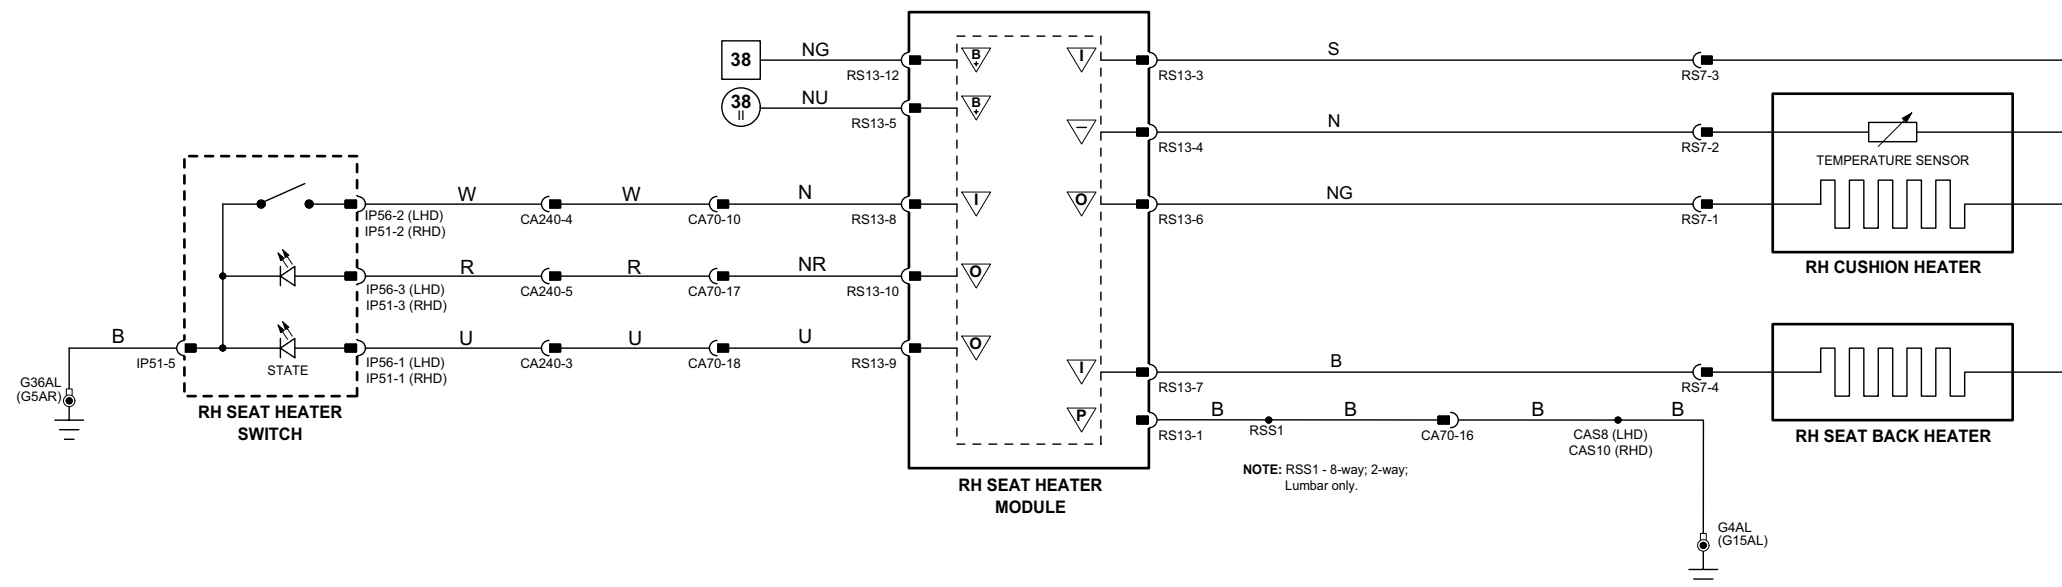 38
NG
RS13-12
B
+
I
RS13-3
S
RS7-3
38
II
NU
RS13-5
B
+
–
RS13-4
N
RS7-2
TEMPERATURE SENSOR
W
IP56-2 (LHD)
IP51-2 (RHD)
CA240-4
W
CA70-10
N
RS13-8
I
O
RS13-6
NG
RS7-1
RH CUSHION HEATER
R
IP56-3 (LHD)
IP51-3 (RHD)
CA240-5
R
CA70-17
NR
RS13-10
O
B
IP51-5
STATE
U
IP56-1 (LHD)
IP51-1 (RHD)
CA240-3
U
CA70-18
U
RS13-9
O
I
RS13-7
B
RS7-4
G36AL
(G5AR)
RH SEAT HEATER
SWITCH
P
RS13-1
B
RSS1
B
CA70-16
B
CAS8 (LHD)
CAS10 (RHD)
B
RH SEAT BACK HEATER
NOTE: RSS1 - 8-way; 2-way;
Lumbar only.
RH SEAT HEATER
MODULE
G4AL
(G15AL)